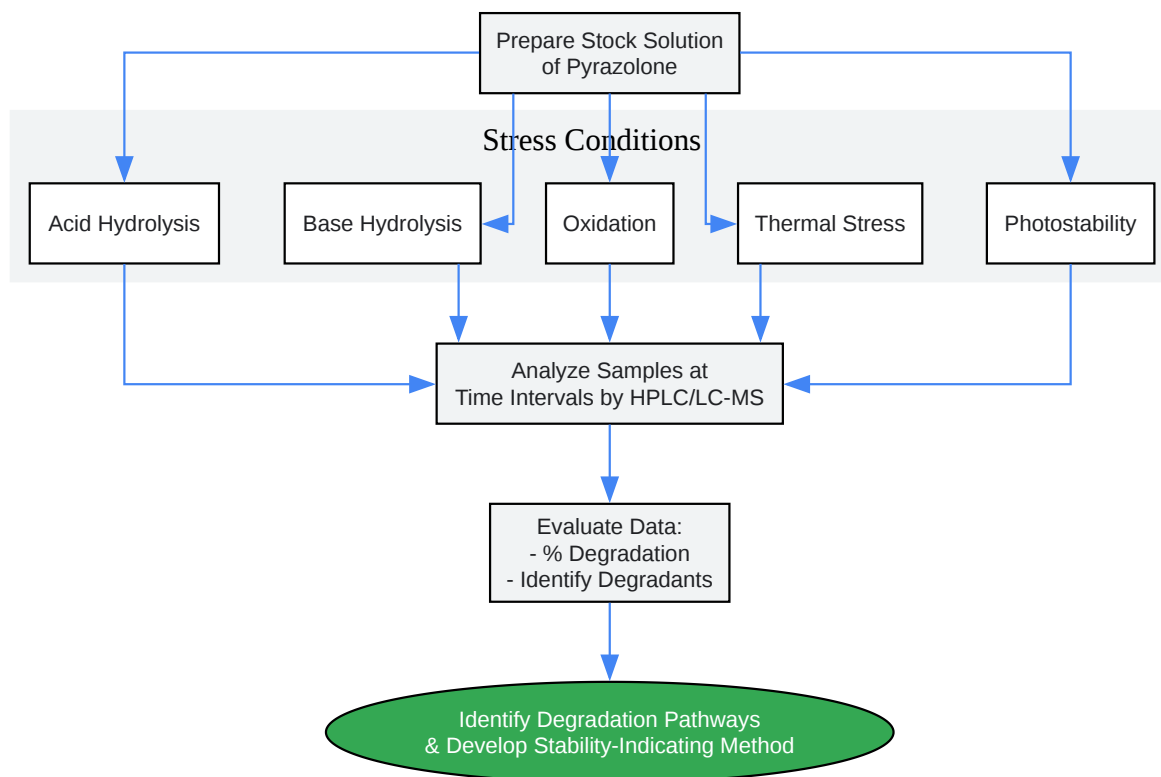 Prepare Stock Solution
of Pyrazolone
Stress Conditions
Acid Hydrolysis
Base Hydrolysis
Oxidation
Thermal Stress
Photostability
Analyze Samples at
Time Intervals by HPLC/LC-MS
Evaluate Data:
- % Degradation
- Identify Degradants
Identify Degradation Pathways
& Develop Stability-Indicating Method